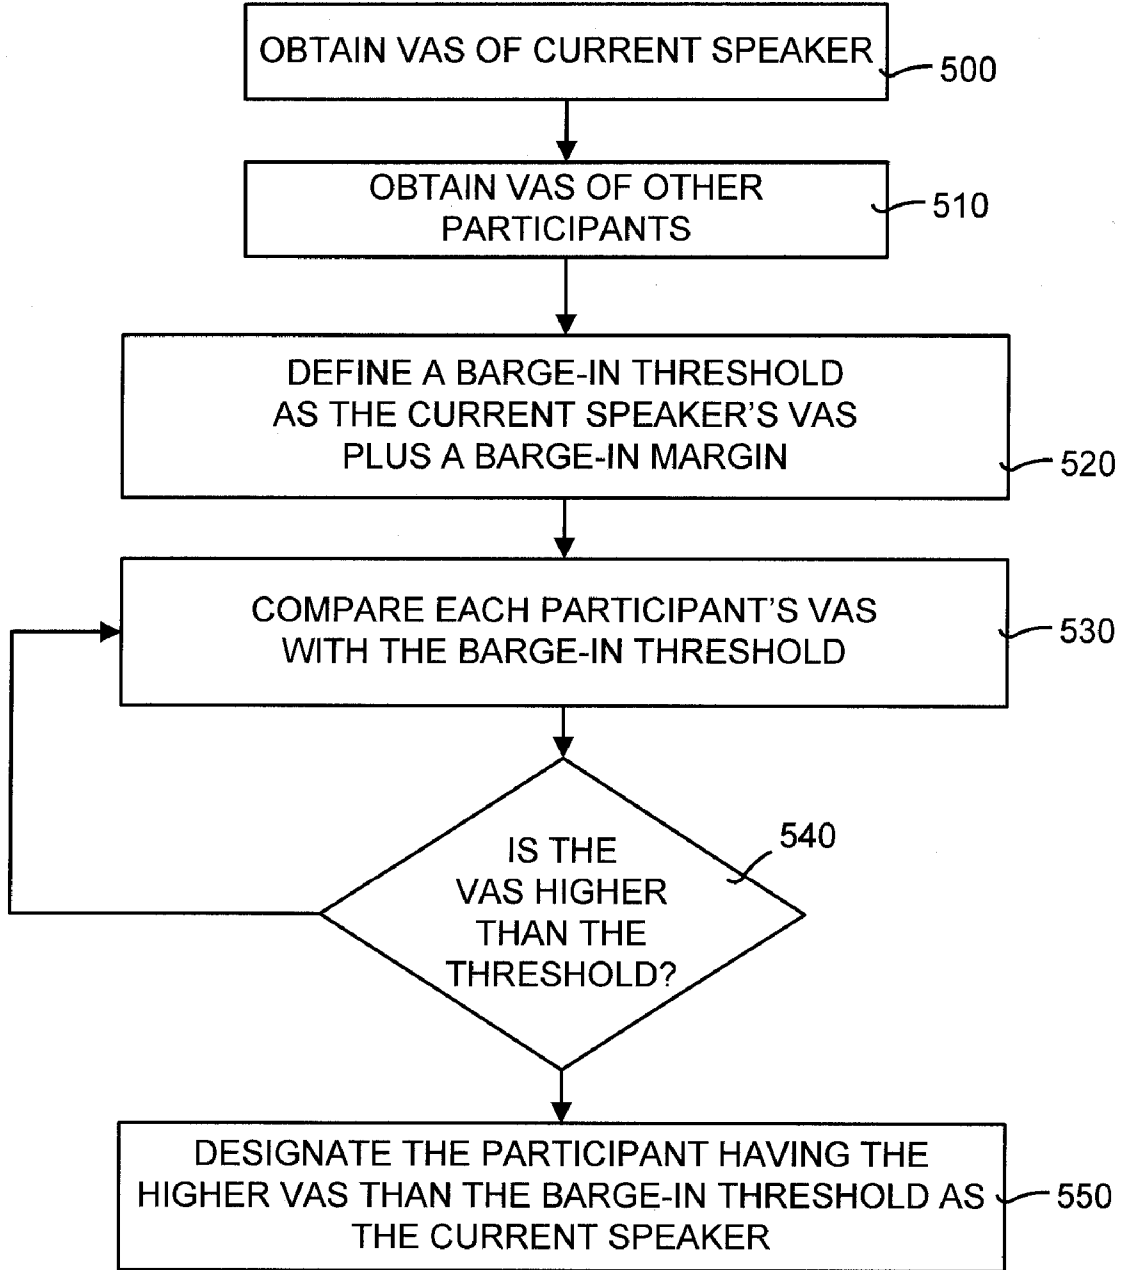 OBTAIN VAS OF CURRENT SPEAKER
500
OBTAIN VAS OF OTHER
PARTICIPANTS
510
DEFINE A BARGE-IN THRESHOLD
AS THE CURRENT SPEAKER'S VAS
PLUS A BARGE-IN MARGIN
520
COMPARE EACH PARTICIPANT'S VAS
WITH THE BARGE-IN THRESHOLD
530
IS THE
VAS HIGHER
THAN THE
THRESHOLD?
540
DESIGNATE THE PARTICIPANT HAVING THE
HIGHER VAS THAN THE BARGE-IN THRESHOLD AS
THE CURRENT SPEAKER
550